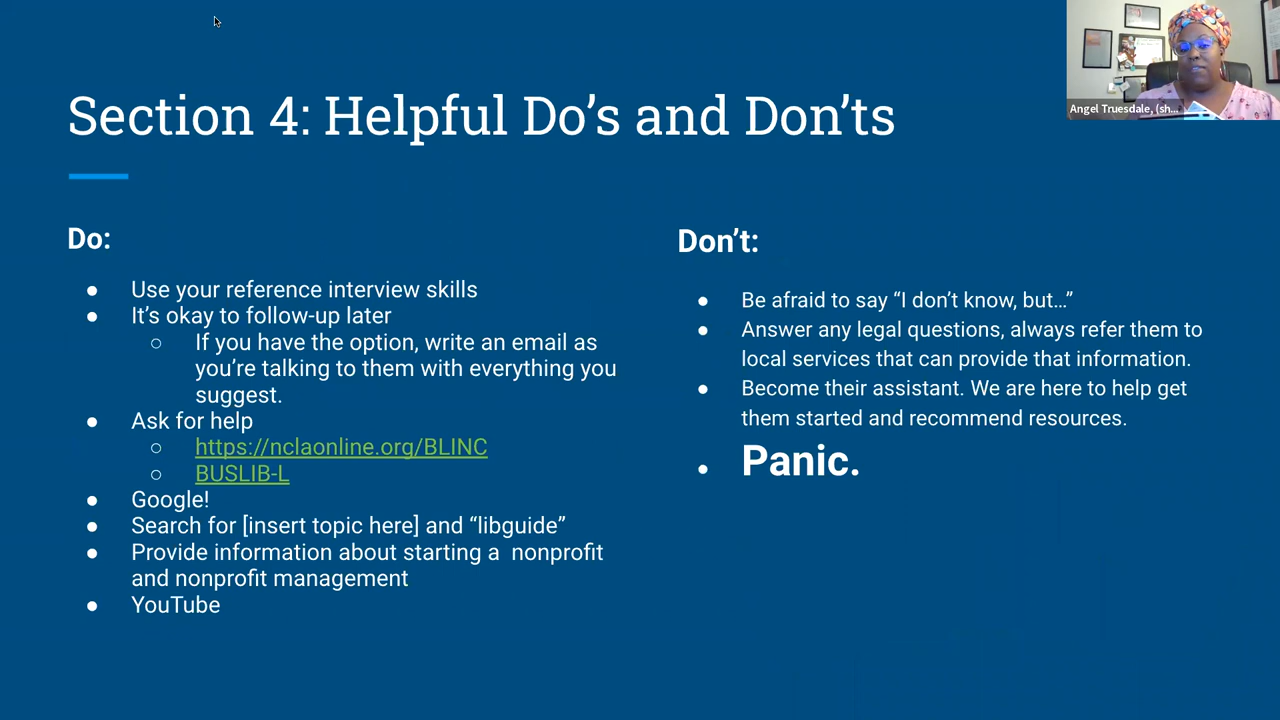 Section 4: Helpful Do’s and Don’ts
Angel Truesdale, (sh...
Do:
Use your reference interview skills
It’s okay to follow-up later
If you have the option, write an email as
you’re talking to them with everything you
suggest.
Ask for help
https://nclaonline.org/BLINC
BUSLIB-L
Google!
Search for [insert topic here] and “libguide”
Provide information about starting a  nonprofit
and nonprofit management
YouTube
Don’t:
Be afraid to say “I don’t know, but…”
Answer any legal questions, always refer them to
local services that can provide that information.
Become their assistant. We are here to help get
them started and recommend resources.
Panic.